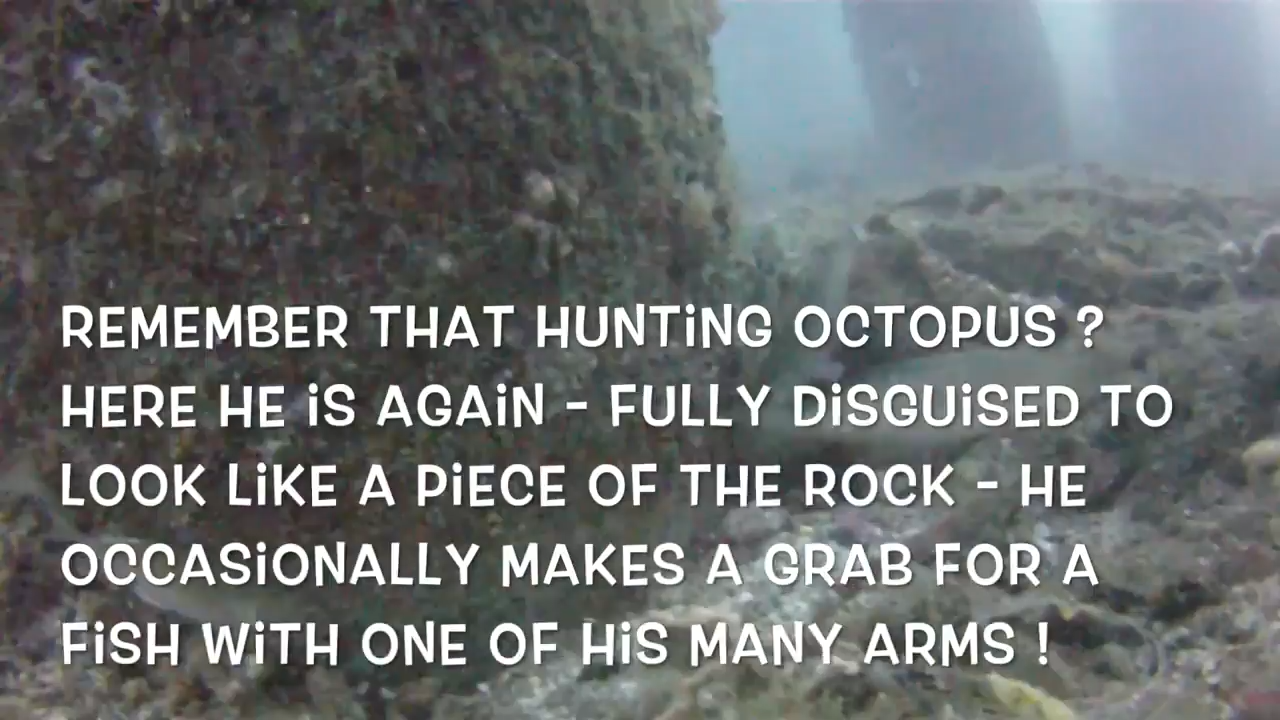 REMEMBER THAT HUNTiNG OCTOPUS ?
HERE HE iS AGAiN - FULLY DiSGUiSED TO
LOOK LiKE A PiECE OF THE ROCK - HE
OCCASiONALLY MAKES A GRAB FOR A
FiSH WiTH ONE OF HiS MANY ARMS !